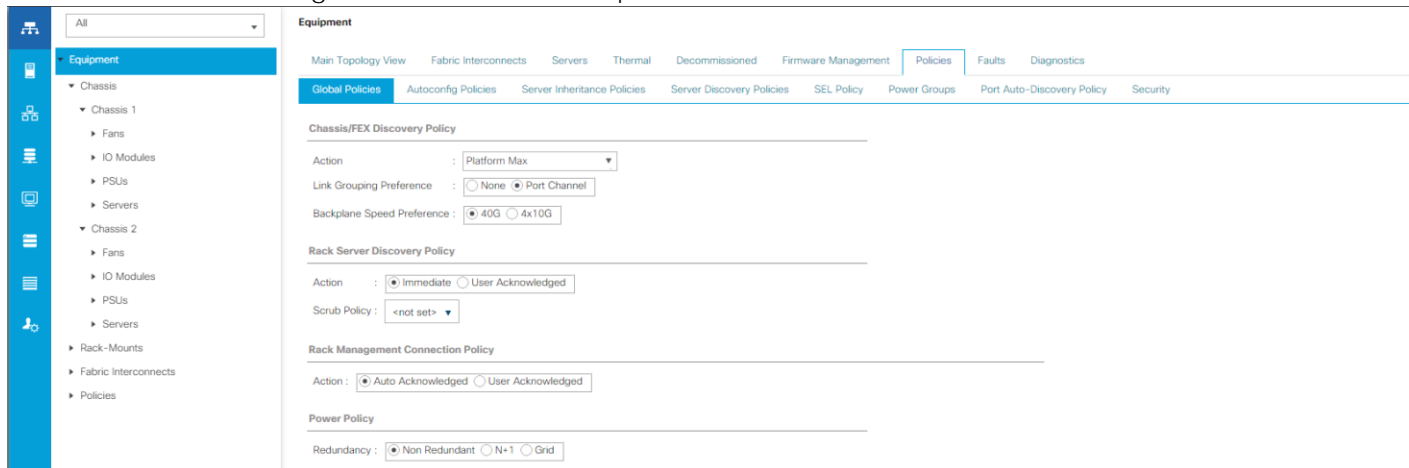 All
Equipment
Chassis
Chassis 1
Fans
IO Modules
PSUs
Servers
Chassis 2
Fans
IO Modules
PSUs
Servers
Rack-Mounts
Fabric Interconnects
Policies
Equipment
Main Topology View Fabric Interconnects Servers Thermal Decommissioned Firmware Management Policies Faults Diagnostics
Global Policies Autoconfig Policies Server Inheritance Policies Server Discovery Policies SEL Policy Power Groups Port Auto-Discovery Policy Security
Chassis/FEX Discovery Policy
Action : Platform Max
Link Grouping Preference : None Port Channel
Backplane Speed Preference : 40G 4x10G
Rack Server Discovery Policy
Action : Immediate User Acknowledged
Scrub Policy : <not set>
Rack Management Connection Policy
Action : Auto Acknowledged User Acknowledged
Power Policy
Redundancy : Non Redundant N+1 Grid